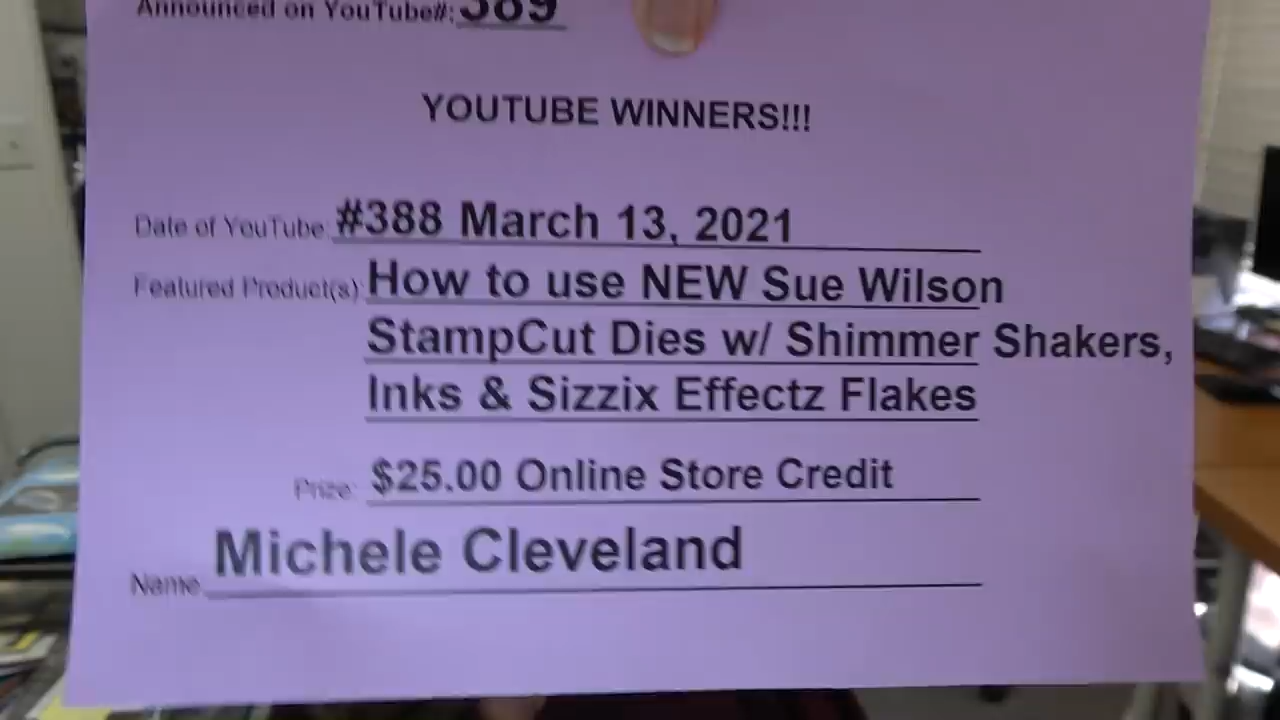 Announced on YouTube#: 389
YOUTUBE WINNERS!!!
Date of YouTube: #388 March 13, 2021
Featured Product(s): How to use NEW Sue Wilson
StampCut Dies w/ Shimmer Shakers,
Inks & Sizzix Effectz Flakes
Prize: $25.00 Online Store Credit
Name: Michele Cleveland